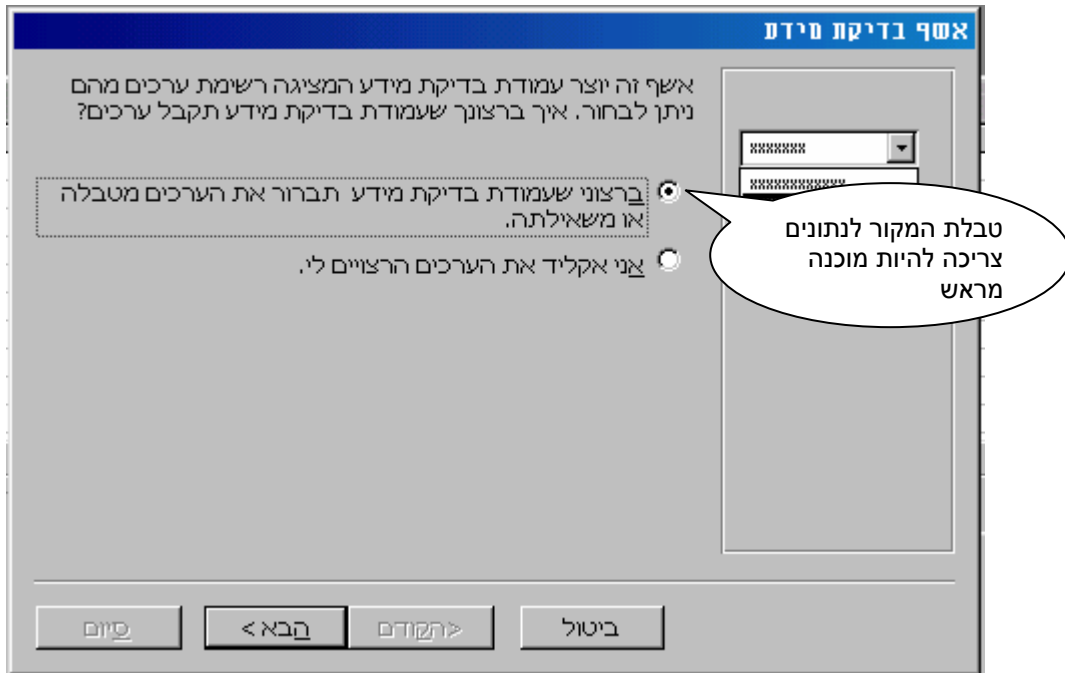 אשף בדיקת מידע
אשף זה יוצר עמודת בדיקת מידע המציגה רשימת ערכים מהם
ניתן לבחור. איך ברצונך שעמודת בדיקת מידע תקבל ערכים?
xxxxxxx
xxxxxxxxxxxx
ברצוני שעמודת בדיקת מידע תברור את הערכים מטבלה
או משאילתה.
אני אקליד את הערכים הרצויים לי.
טבלת המקור לנתונים
צריכה להיות מוכנה
מראש
ביטול
<הקודם
הבא >
סיום